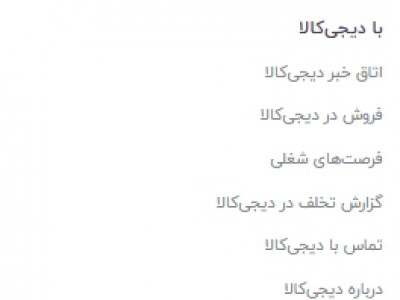 با دیجی‌کالا
اتاق خبر دیجی‌کالا
فروش در دیجی‌کالا
فرصت‌های شغلی
گزارش تخلف در دیجی‌کالا
تماس با دیجی‌کالا
درباره دیجی‌کالا